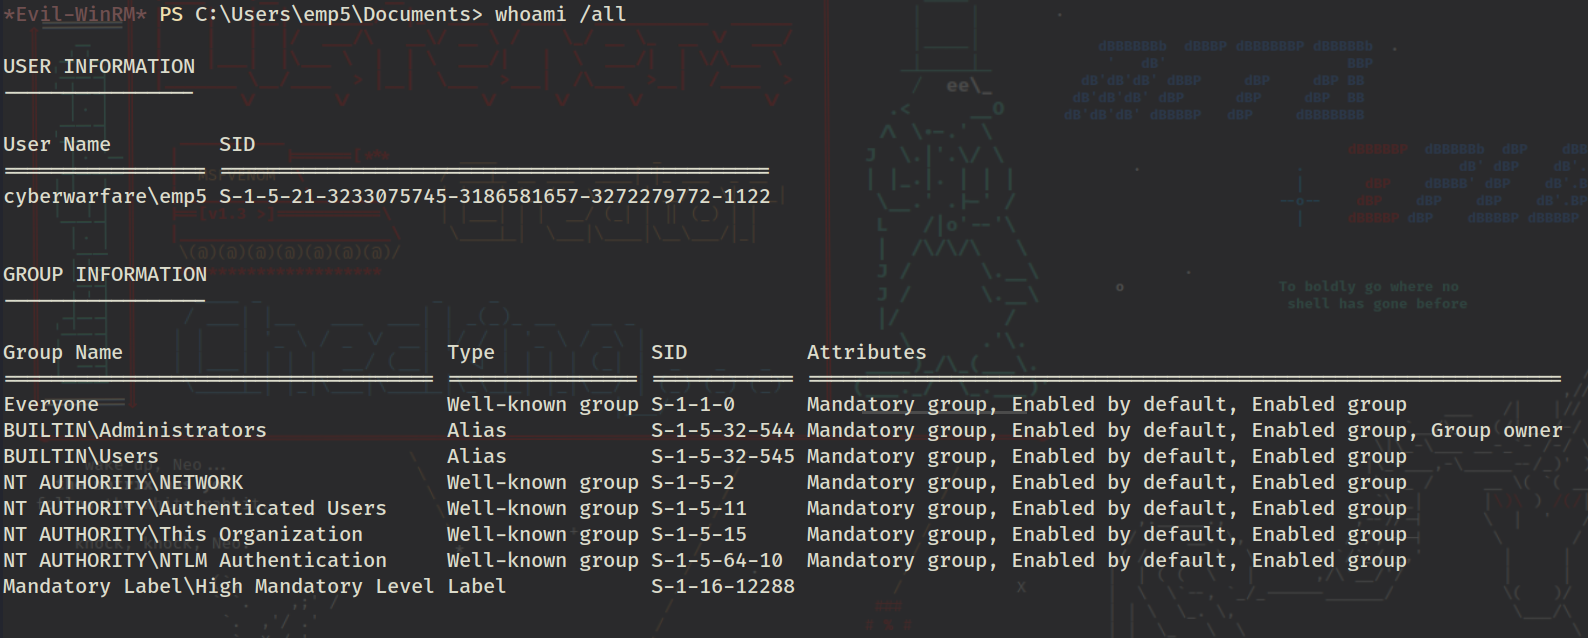 *Evil-WinRM* PS C:\Users\emp5\Documents> whoami /all
USER INFORMATION
----------------
User Name SID
================= ==============================================
cyberwarfare\emp5 S-1-5-21-3233075745-3186581657-3272279772-1122
GROUP INFORMATION
-----------------
Group Name Type SID Attributes
==================================== ================ ============ ===============================================================
Everyone Well-known group S-1-1-0 Mandatory group, Enabled by default, Enabled group
BUILTIN\Administrators Alias S-1-5-32-544 Mandatory group, Enabled by default, Enabled group, Group owner
BUILTIN\Users Alias S-1-5-32-545 Mandatory group, Enabled by default, Enabled group
NT AUTHORITY\NETWORK Well-known group S-1-5-2 Mandatory group, Enabled by default, Enabled group
NT AUTHORITY\Authenticated Users Well-known group S-1-5-11 Mandatory group, Enabled by default, Enabled group
NT AUTHORITY\This Organization Well-known group S-1-5-15 Mandatory group, Enabled by default, Enabled group
NT AUTHORITY\NTLM Authentication Well-known group S-1-5-64-10 Mandatory group, Enabled by default, Enabled group
Mandatory Label\High Mandatory Level Label S-1-16-12288
To boldly go where no
shell has gone before
MSFVENOM
wake up, Neo...
knock, knock, Neo.